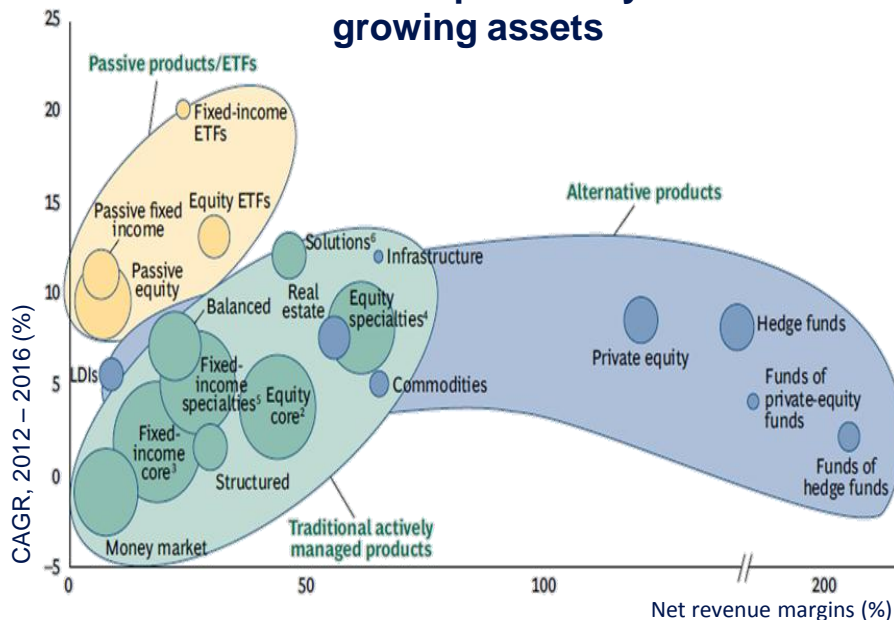 growing assets
25
20
15
10
5
0
−5
CAGR, 2012 – 2016 (%)
Passive products/ETFs
Fixed-income
ETFs
Equity ETFs
Passive fixed
income
Passive
equity
Alternative products
Solutions⁶
Infrastructure
Real
estate
Equity
specialties⁴
Balanced
LDIs
Fixed-
income
specialties⁵
Equity
core²
Commodities
Fixed-
income
core³
Structured
Money market
Traditional actively
managed products
Private equity
Hedge funds
Funds of
private-equity
funds
Funds of
hedge funds
0
50
100
200
Net revenue margins (%)